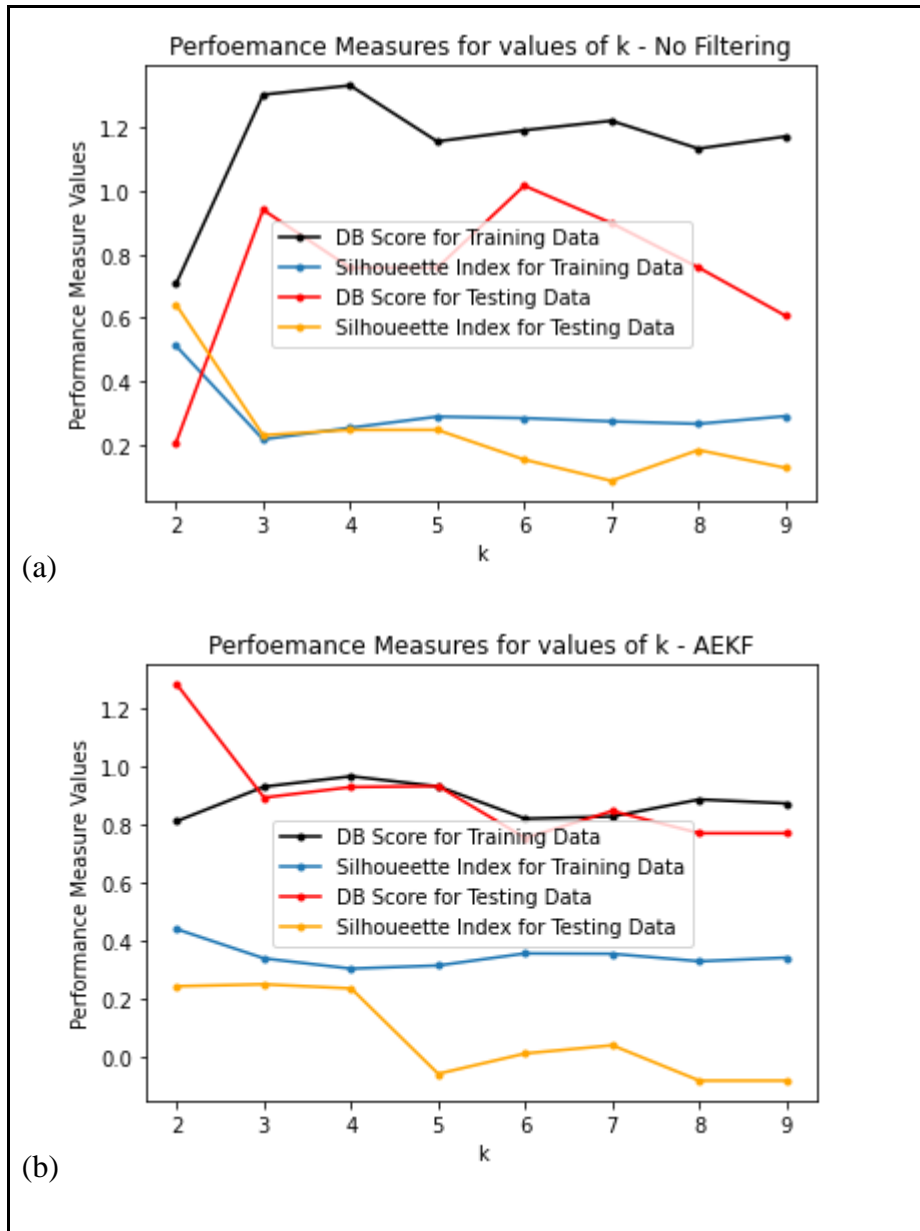 Perfoemance Measures for values of k - No Filtering
Performance Measure Values
1.2
1.0
0.8
0.6
0.4
0.2
DB Score for Training Data
Silhoueette Index for Training Data
DB Score for Testing Data
Silhoueette Index for Testing Data
2 3 4 5 6 7 8 9
k
(a)
Perfoemance Measures for values of k - AEKF
Performance Measure Values
1.2
1.0
0.8
0.6
0.4
0.2
0.0
DB Score for Training Data
Silhoueette Index for Training Data
DB Score for Testing Data
Silhoueette Index for Testing Data
2 3 4 5 6 7 8 9
k
(b)